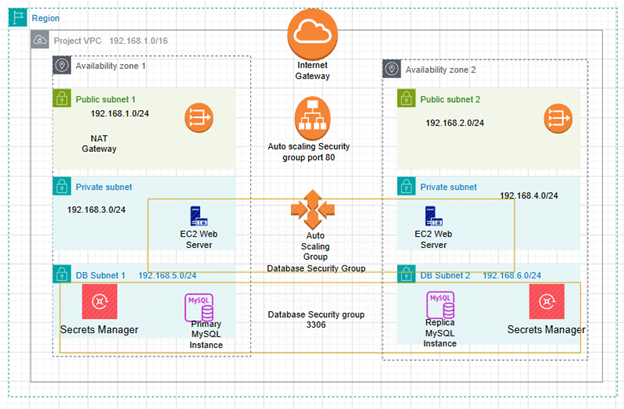 Region
Project VPC 192.168.1.0/16
Internet
Gateway
Availability zone 1
Availability zone 2
Public subnet 1
192.168.1.0/24
NAT
Gateway
Public subnet 2
192.168.2.0/24
Auto scaling Security
group port 80
Private subnet
192.168.3.0/24
EC2 Web
Server
Private subnet
192.168.4.0/24
EC2 Web
Server
Auto
Scaling
Group
Database Security Group
DB Subnet 1 192.168.5.0/24
DB Subnet 2 192.168.6.0/24
Secrets Manager
MySQL
Primary
MySQL
Instance
Database Security group
3306
MySQL
Replica
MySQL
Instance
Secrets Manager